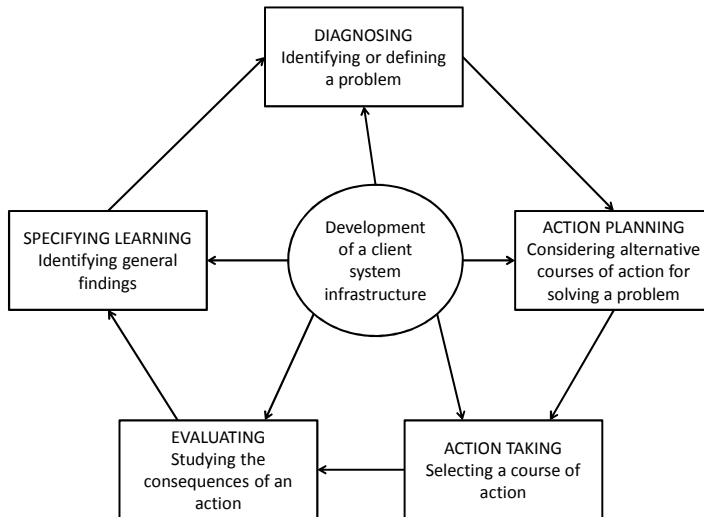 DIAGNOSING
Identifying or defining
a problem
SPECIFYING LEARNING
Identifying general
findings
Development
of a client
system
infrastructure
ACTION PLANNING
Considering alternative
courses of action for
solving a problem
EVALUATING
Studying the
consequences of an
action
ACTION TAKING
Selecting a course of
action